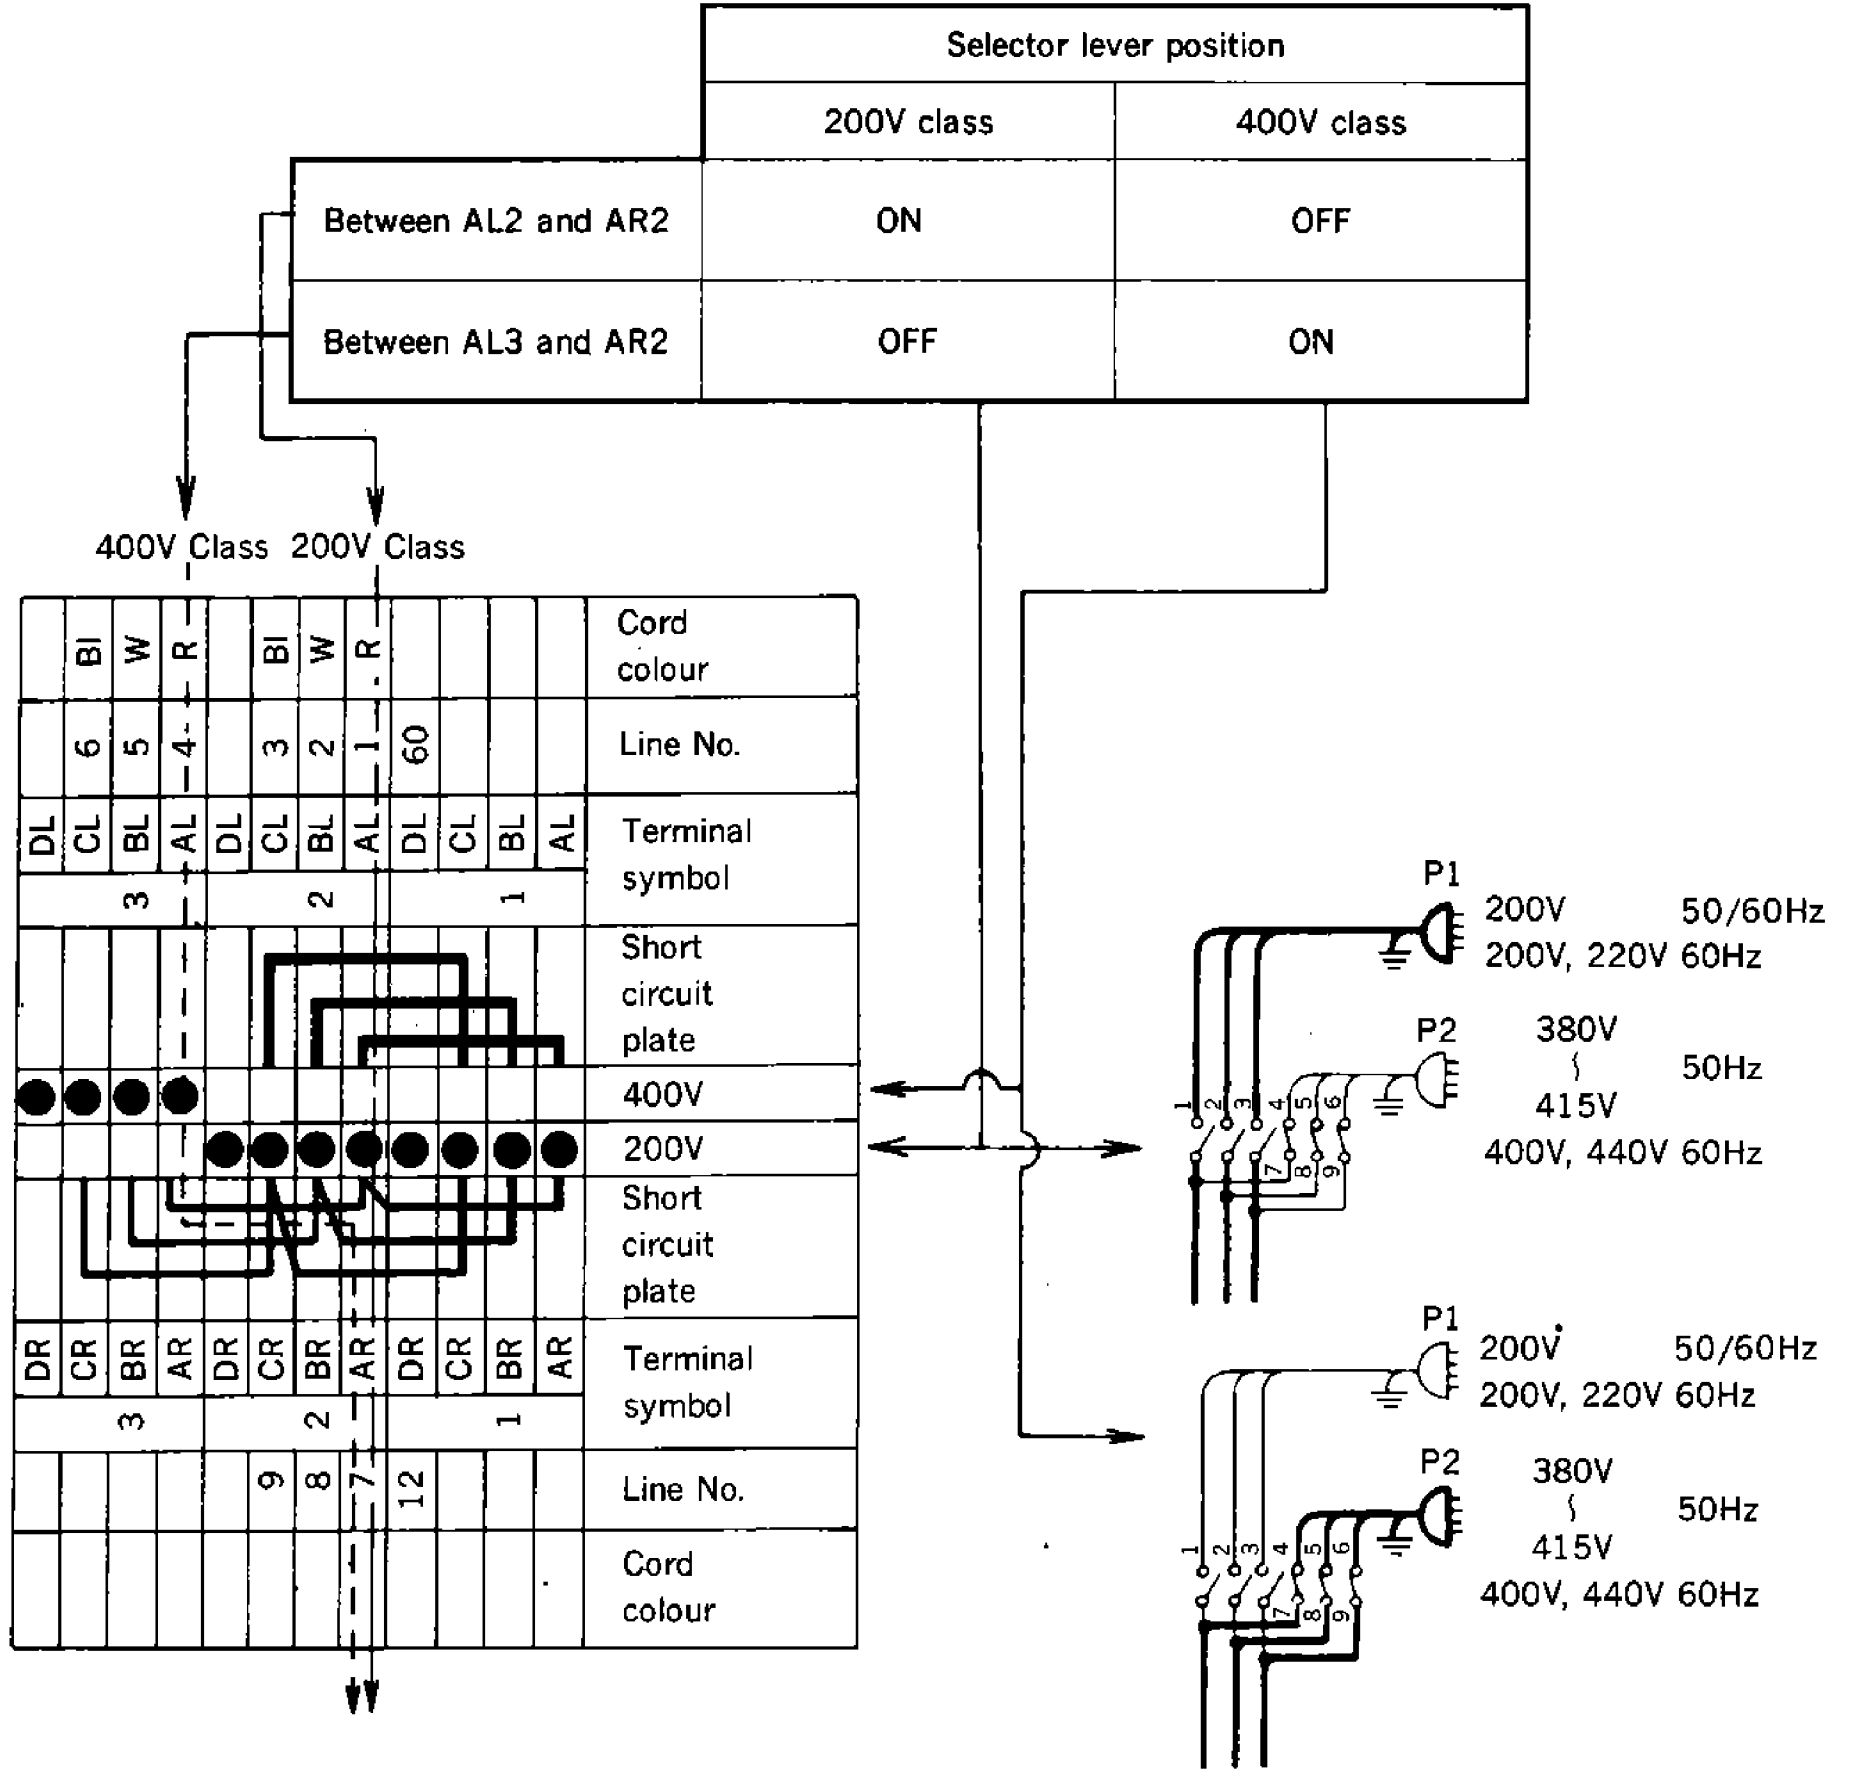 Selector lever position
200V class 400V class
Between AL2 and AR2 ON OFF
Between AL3 and AR2 OFF ON
400V Class 200V Class
BI W R BI W R Cord
colour
6 5 4 3 2 1 60 Line No.
DL CL BL AL DL CL BL AL DL CL BL AL Terminal
symbol
3 2 1
Short
circuit
plate
400V
200V
Short
circuit
plate
DR CR BR AR DR CR BR AR DR CR BR AR Terminal
symbol
3 2 1
9 8 7 12 Line No.
Cord
colour
P1
200V 50/60Hz
200V, 220V 60Hz
P2 380V
~ 50Hz
415V
400V, 440V 60Hz
1 2 3 4 5 6
7 8 9
P1
200V 50/60Hz
200V, 220V 60Hz
P2 380V
~ 50Hz
415V
400V, 440V 60Hz
1 2 3 4 5 6
7 8 9